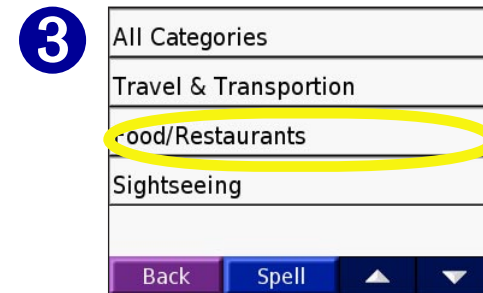 3
All Categories
Travel & Transportion
Food/Restaurants
Sightseeing
Back Spell